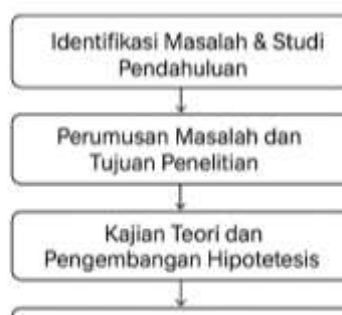 Identifikasi Masalah & Studi
Pendahuluan
Perumusan Masalah dan
Tujuan Penelitian
Kajian Teori dan
Pengembangan Hipotetesis